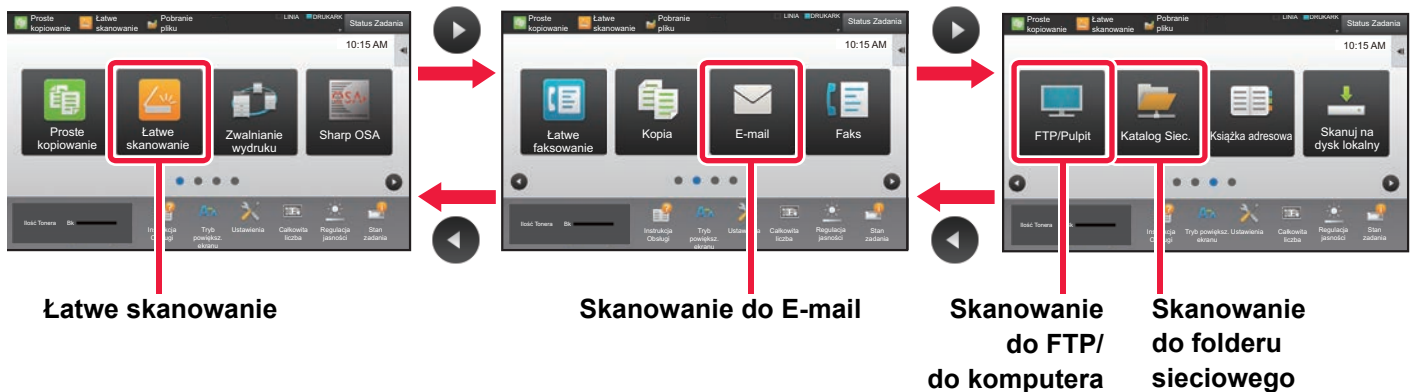 Proste
kopiowanie
Łatwe
skanowanie
Pobranie
pliku
LINIA
DRUKARK
Status Zadania
10:15 AM
Proste
kopiowanie
Łatwe
skanowanie
Zwalnianie
wydruku
Sharp OSA
Ilość Tonera
Bk
Instrukcja
Obsługi
Tryb
powiększ.
ekranu
Ustawienia
Całkowita
liczba
Regulacja
jasności
Stan
zadania
Łatwe skanowanie
Proste
kopiowanie
Łatwe
skanowanie
Pobranie
pliku
LINIA
DRUKARK
Status Zadania
10:15 AM
Łatwe
faksowanie
Kopia
E-mail
Faks
Ilość Tonera
Bk
Instrukcja
Obsługi
Tryb
powiększ.
ekranu
Ustawienia
Całkowita
liczba
Regulacja
jasności
Stan
zadania
Skanowanie do E-mail
Proste
kopiowanie
Łatwe
skanowanie
Pobranie
pliku
LINIA
DRUKARK
Status Zadania
10:15 AM
FTP/Pulpit
Katalog Siec.
Książka adresowa
Skanuj na
dysk lokalny
Ilość Tonera
Bk
Instrukcja
Obsługi
Tryb powiększ.
ekranu
Ustawienia
Całkowita
liczba
Regulacja
jasności
Stan
zadania
Skanowanie
do FTP/
do komputera
Skanowanie
do folderu
sieciowego